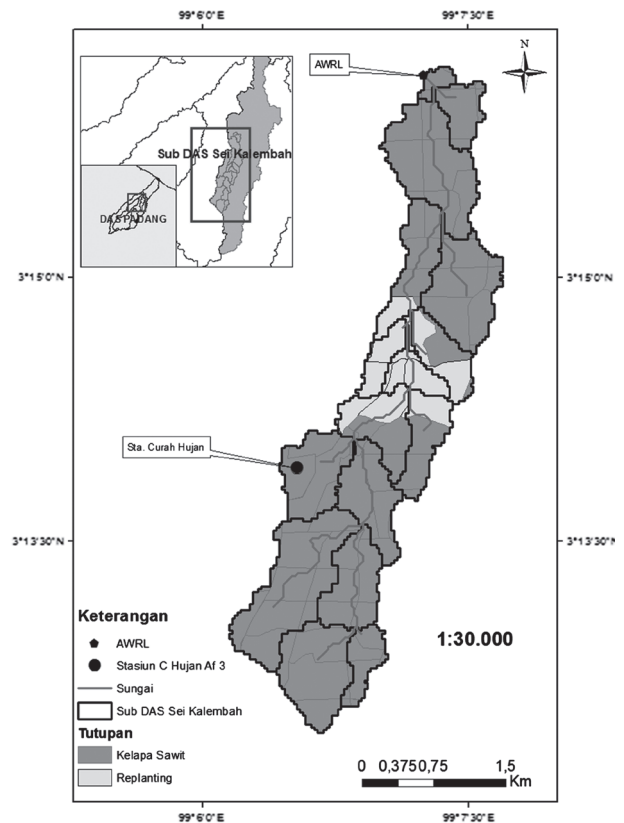 99°6'0"E
99°7'30"E
AWRL
N
Sub DAS Sei Kalembah
DAS PADANG
3°15'0"N
3°15'0"N
Sta. Curah Hujan
3°13'30"N
3°13'30"N
Keterangan
AWRL
Stasiun C Hujan Af 3
Sungai
Sub DAS Sei Kalembah
Tutupan
Kelapa Sawit
Replanting
1:30.000
0 0,375 0,75 1,5
Km
99°6'0"E
99°7'30"E